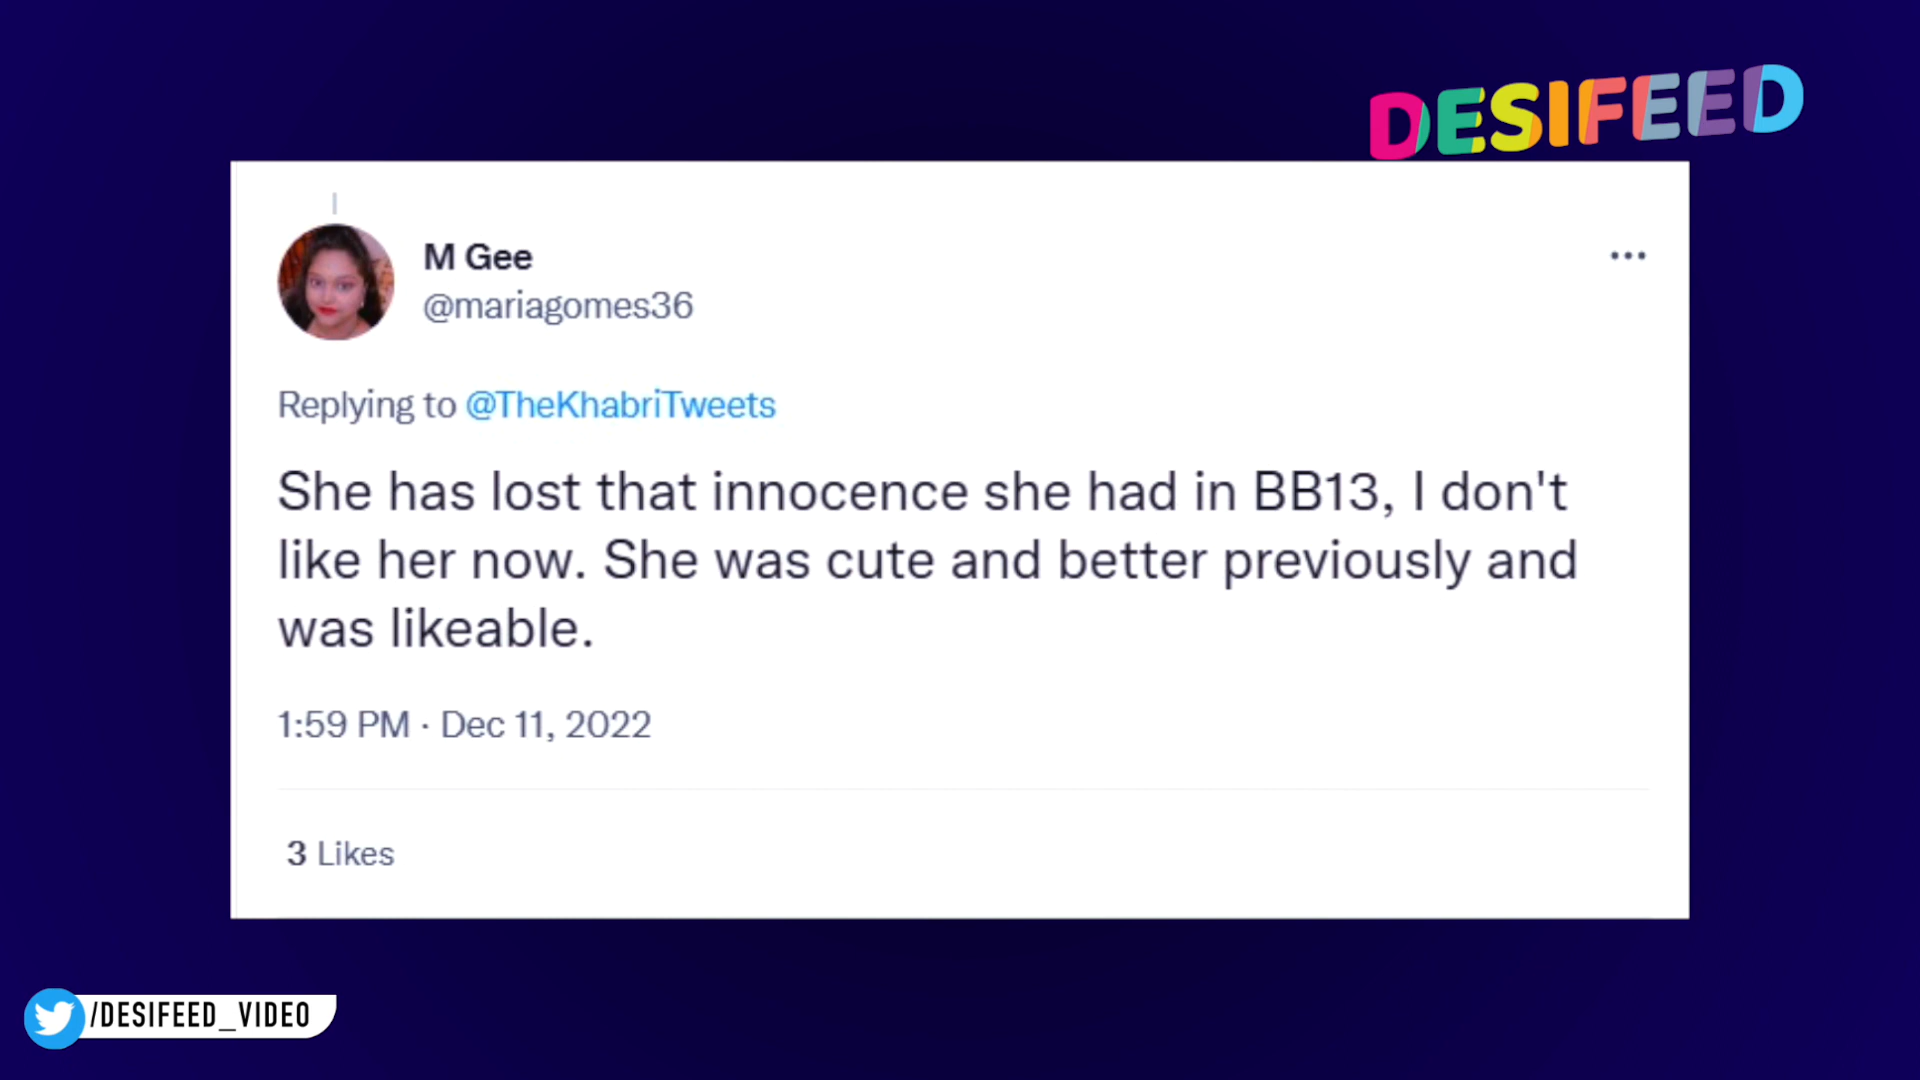 DESIFEED
M Gee
@mariagomes36
Replying to @TheKhabriTweets
She has lost that innocence she had in BB13, I don't
like her now. She was cute and better previously and
was likeable.
1:59 PM · Dec 11, 2022
3 Likes
/DESIFEED_VIDEO